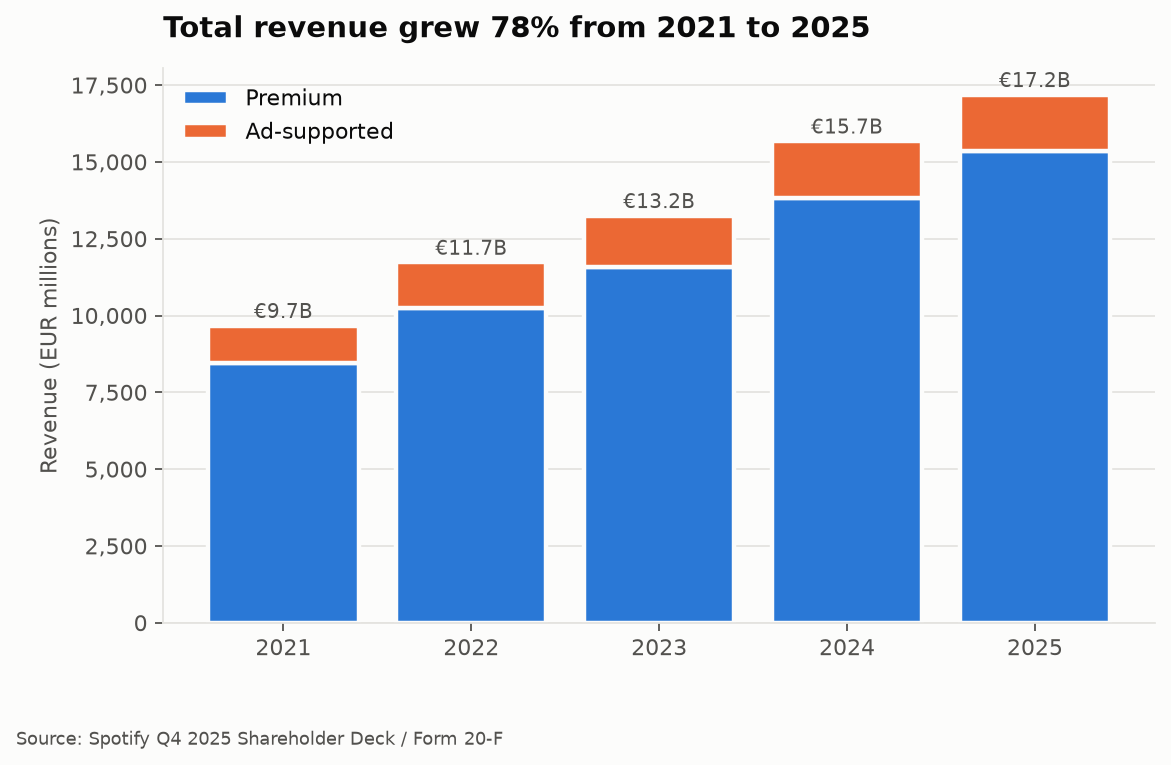 Total revenue grew 78% from 2021 to 2025
Premium
Ad-supported
Revenue (EUR millions)
17,500
15,000
12,500
10,000
7,500
5,000
2,500
0
€9.7B
€11.7B
€13.2B
€15.7B
€17.2B
2021 2022 2023 2024 2025
Source: Spotify Q4 2025 Shareholder Deck / Form 20-F